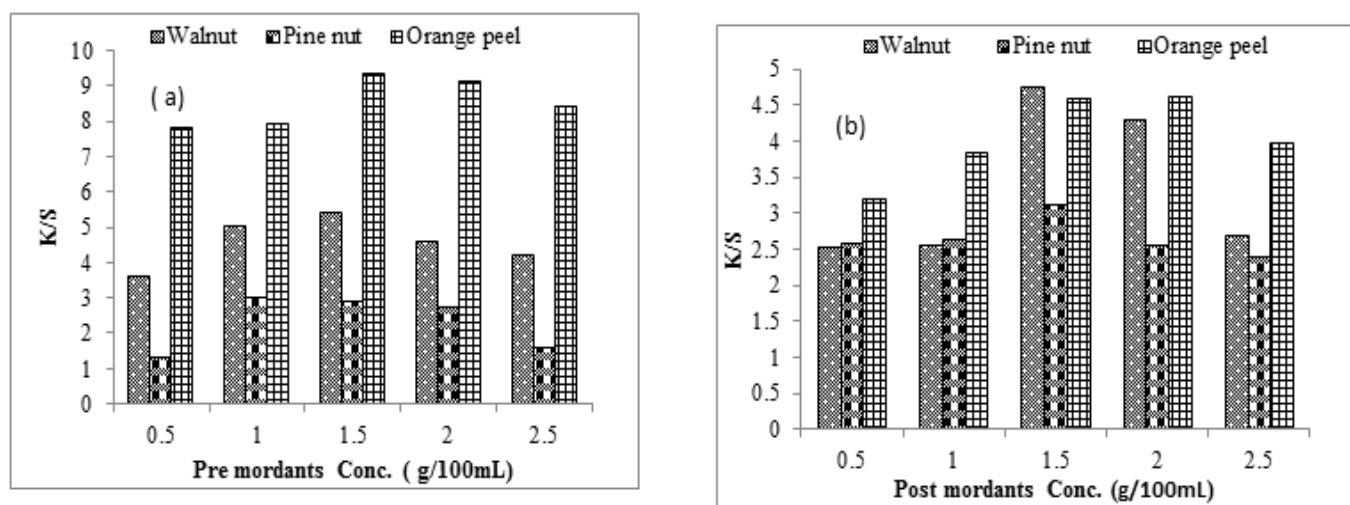 Walnut Pine nut Orange peel
10
9
8
7
6
5
4
3
2
1
0
K/S
( a)
0.5 1 1.5 2 2.5
Pre mordants Conc. ( g/100mL)
Walnut Pine nut Orange peel
5
4.5
4
3.5
3
2.5
2
1.5
1
0.5
0
K/S
(b)
0.5 1 1.5 2 2.5
Post mordants Conc. (g/100mL)